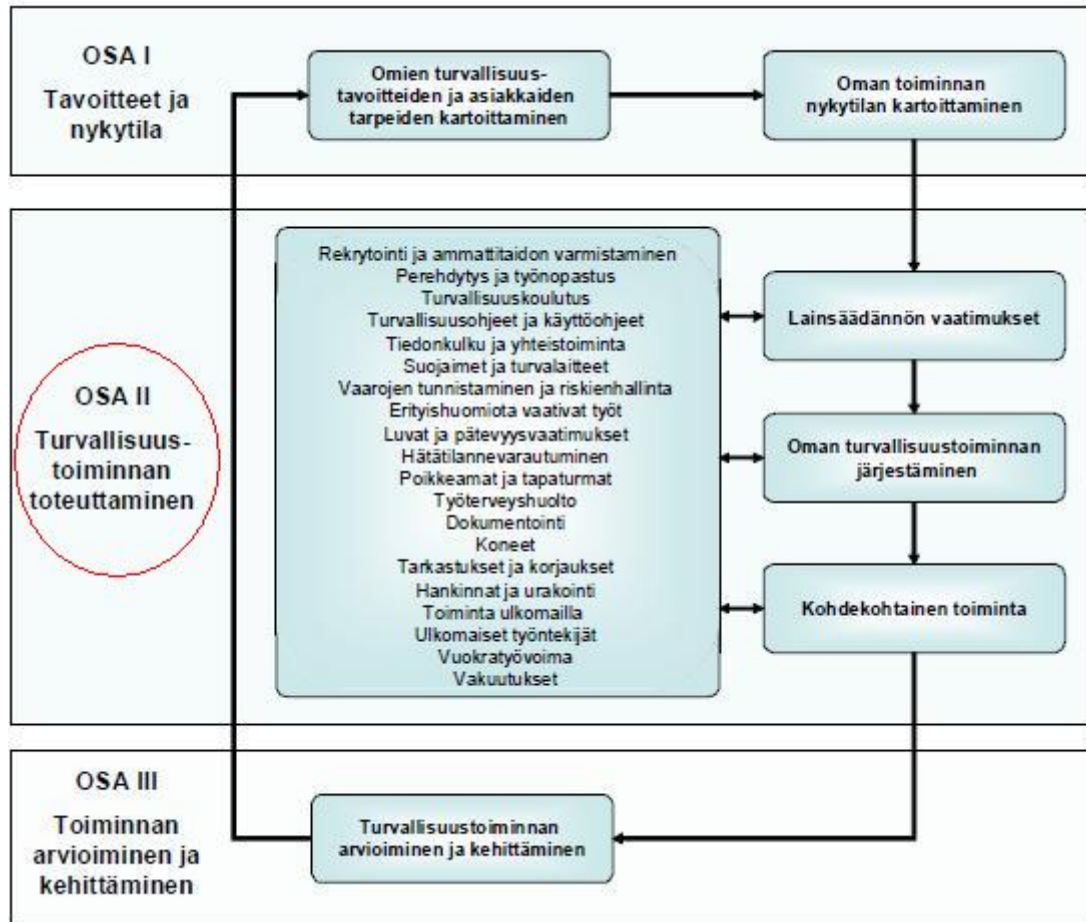 OSA I
Tavoitteet ja
nykytila
Omien turvallisuus-
tavoitteiden ja asiakkaiden
tarpeiden kartoittaminen
Oman toiminnan
nykytilan kartoittaminen
OSA II
Turvallisuus-
toiminnan
toteuttaminen
Rekrytointi ja ammattitaidon varmistaminen
Perehdytys ja työnopastus
Turvallisuuskoulutus
Turvallisuusohjeet ja käyttöohjeet
Tiedonkulku ja yhteistoiminta
Suojaimet ja turvalaitteet
Vaarojen tunnistaminen ja riskienhallinta
Erityishuomiota vaativat työt
Luvat ja pätevyysvaatimukset
Hätätilannevarautuminen
Poikkeamat ja tapaturmat
Työterveyshuolto
Dokumentointi
Koneet
Tarkastukset ja korjaukset
Hankinnat ja urakointi
Toiminta ulkomailla
Ulkomaiset työntekijät
Vuokratyövoima
Vakuutukset
Lainsäädännön vaatimukset
Oman turvallisuustoiminnan
järjestäminen
Kohdekohtainen toiminta
OSA III
Toiminnan
arvioiminen ja
kehittäminen
Turvallisuustoiminnan
arvioiminen ja kehittäminen